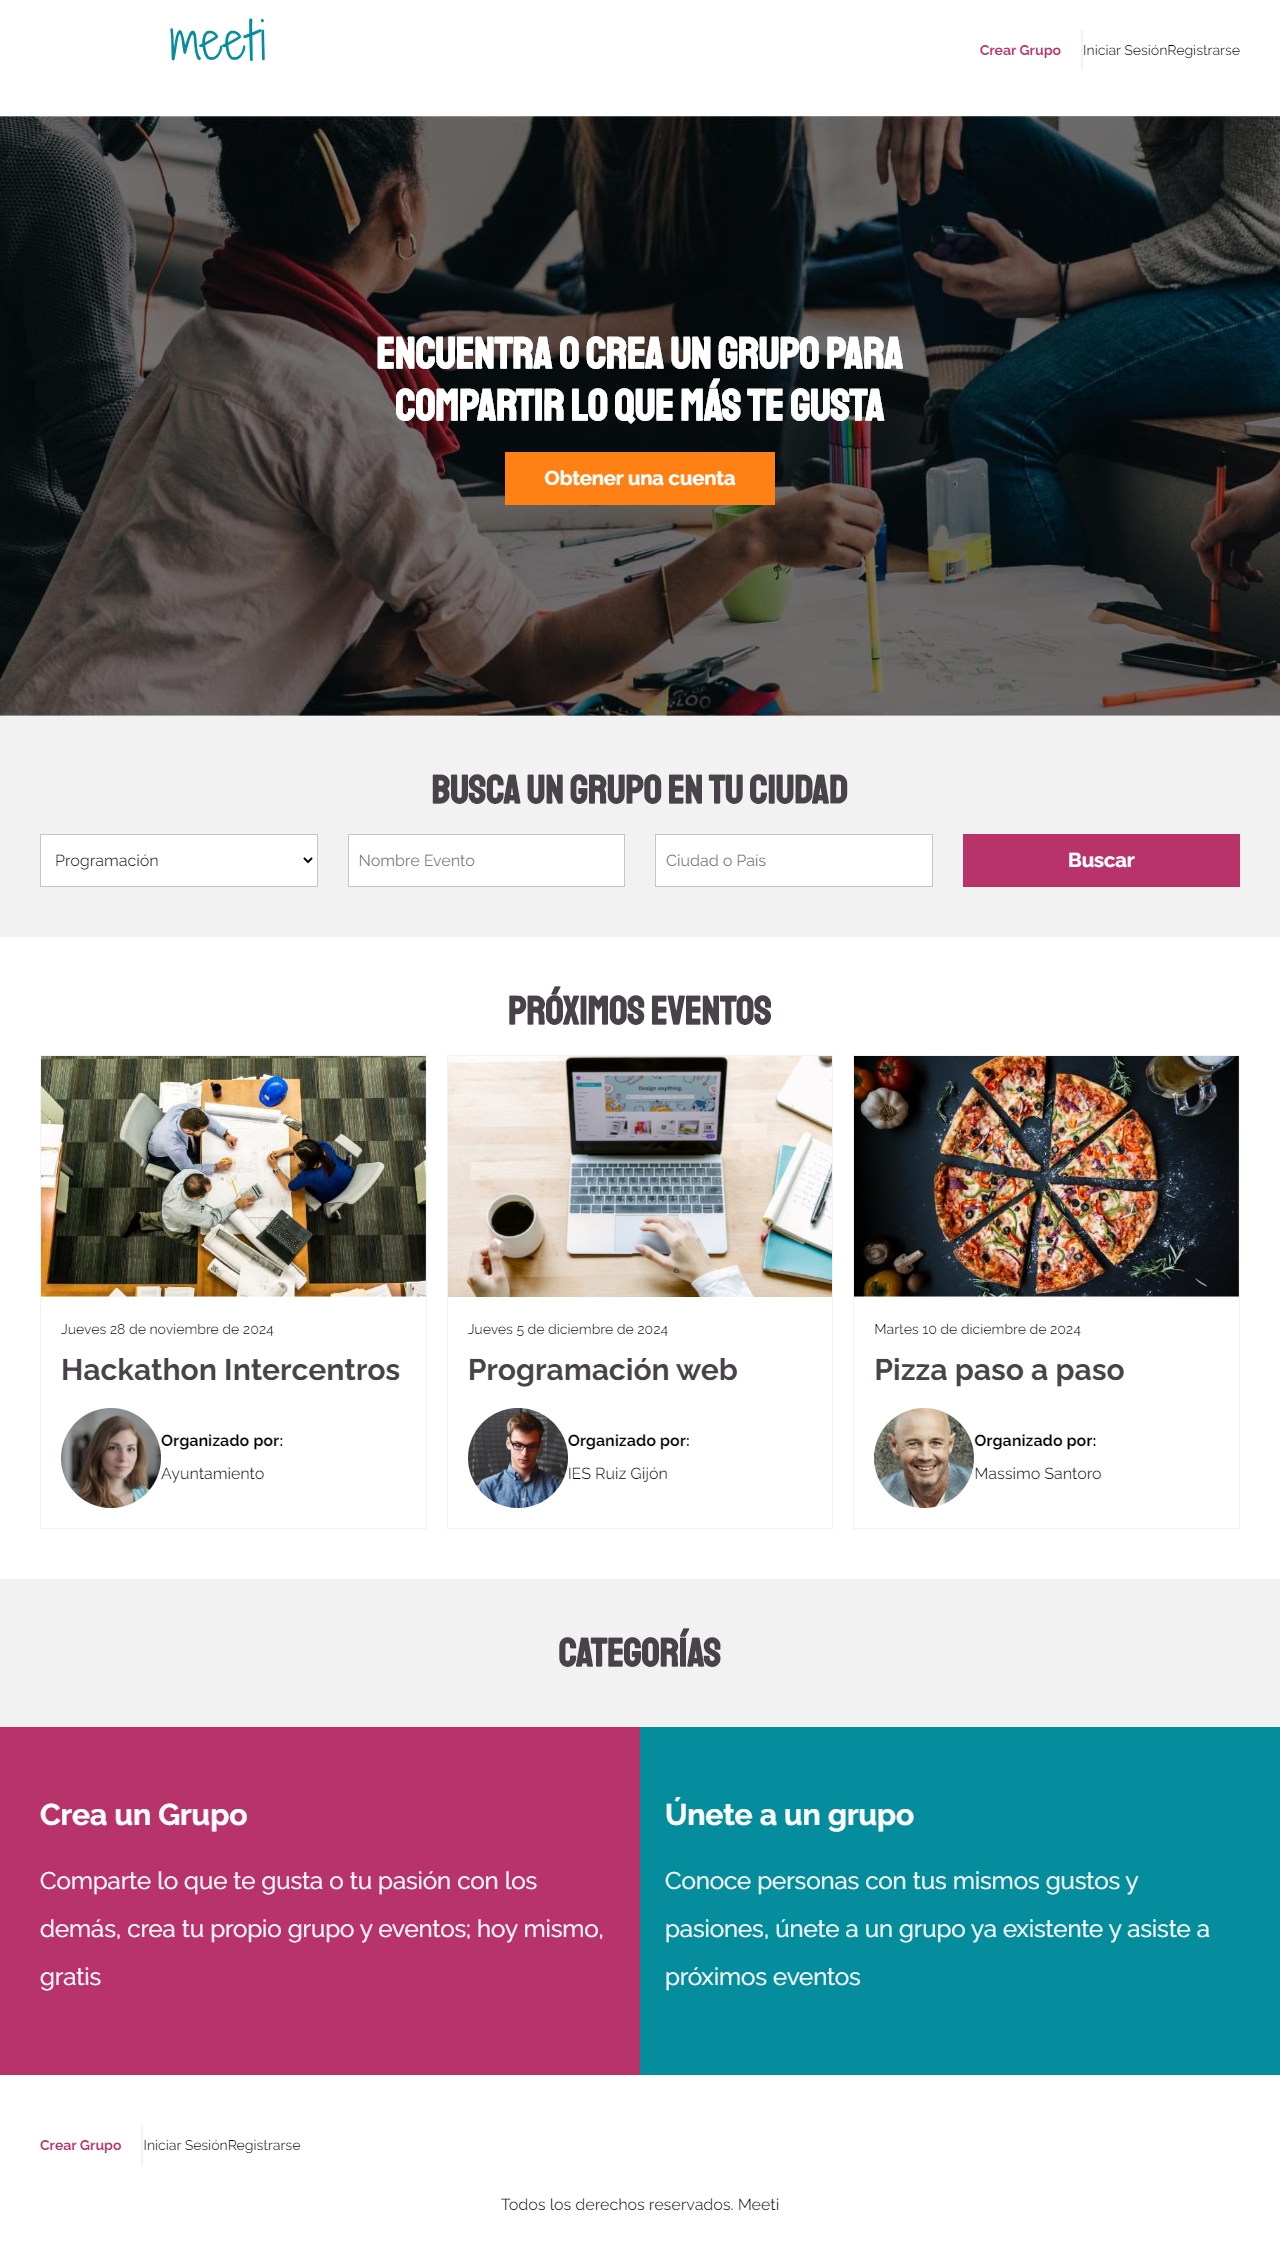 meeti
Crear Grupo
Iniciar Sesión
Registrarse
ENCUENTRA O CREA UN GRUPO PARA
COMPARTIR LO QUE MÁS TE GUSTA
Obtener una cuenta
BUSCA UN GRUPO EN TU CIUDAD
Programación
Nombre Evento
Ciudad o País
Buscar
PRÓXIMOS EVENTOS
Design anything.
Jueves 28 de noviembre de 2024
Hackathon Intercentros
Organizado por:
Ayuntamiento
Jueves 5 de diciembre de 2024
Programación web
Organizado por:
IES Ruiz Gijón
Martes 10 de diciembre de 2024
Pizza paso a paso
Organizado por:
Massimo Santoro
CATEGORÍAS
Crea un Grupo
Comparte lo que te gusta o tu pasión con los
demás, crea tu propio grupo y eventos; hoy mismo,
gratis
Únete a un grupo
Conoce personas con tus mismos gustos y
pasiones, únete a un grupo ya existente y asiste a
próximos eventos
Crear Grupo
Iniciar Sesión
Registrarse
Todos los derechos reservados. Meeti